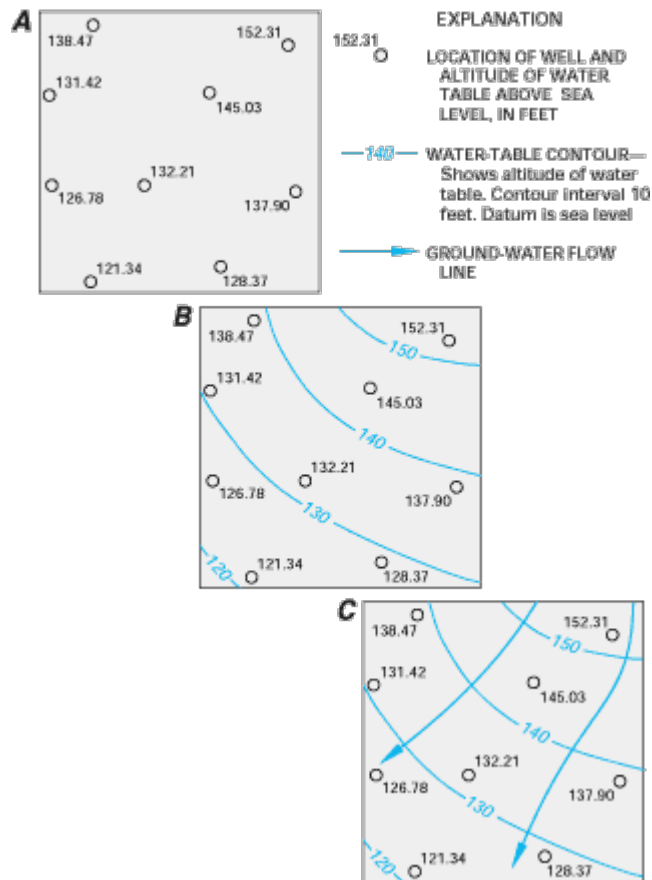 A
138.47
152.31
131.42
145.03
126.78
132.21
137.90
121.34
128.37
EXPLANATION
152.31
LOCATION OF WELL AND
ALTITUDE OF WATER
TABLE ABOVE SEA
LEVEL, IN FEET
140
WATER-TABLE CONTOUR—
Shows altitude of water
table. Contour interval 10
feet. Datum is sea level
GROUND-WATER FLOW
LINE
B
138.47
152.31
150
131.42
145.03
140
126.78
132.21
137.90
130
120
121.34
128.37
C
138.47
152.31
150
131.42
145.03
140
126.78
132.21
137.90
130
120
121.34
128.37